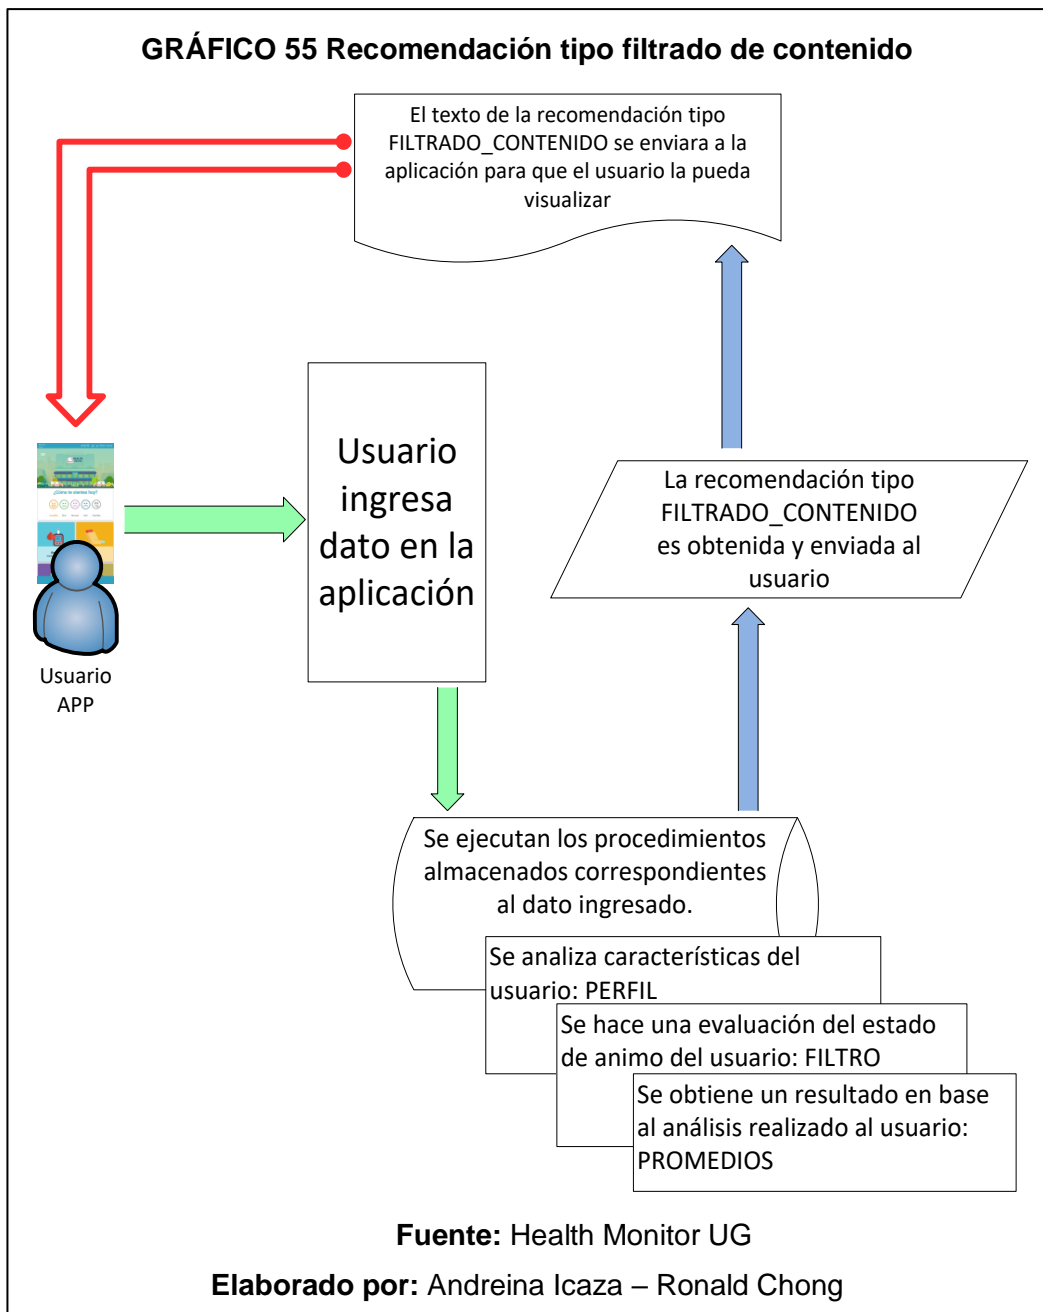 GRÁFICO 55 Recomendación tipo filtrado de contenido
El texto de la recomendación tipo
FILTRADO_CONTENIDO se enviara a la
aplicación para que el usuario la pueda
visualizar
¿Cómo te sientes hoy?
Usuario
APP
Usuario
ingresa
dato en la
aplicación
La recomendación tipo
FILTRADO_CONTENIDO
es obtenida y enviada al
usuario
Se ejecutan los procedimientos
almacenados correspondientes
al dato ingresado.
Se analiza características del
usuario: PERFIL
Se hace una evaluación del estado
de animo del usuario: FILTRO
Se obtiene un resultado en base
al análisis realizado al usuario:
PROMEDIOS
Fuente: Health Monitor UG
Elaborado por: Andreina Icaza – Ronald Chong